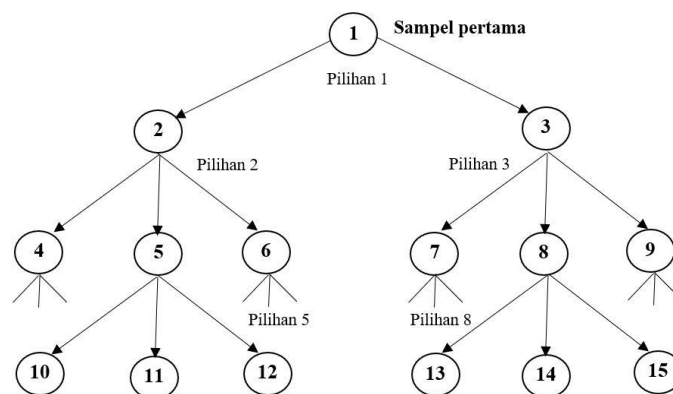 1 Sampel pertama
Pilihan 1
2 3
Pilihan 2 Pilihan 3
4 5 6 7 8 9
Pilihan 5 Pilihan 8
10 11 12 13 14 15